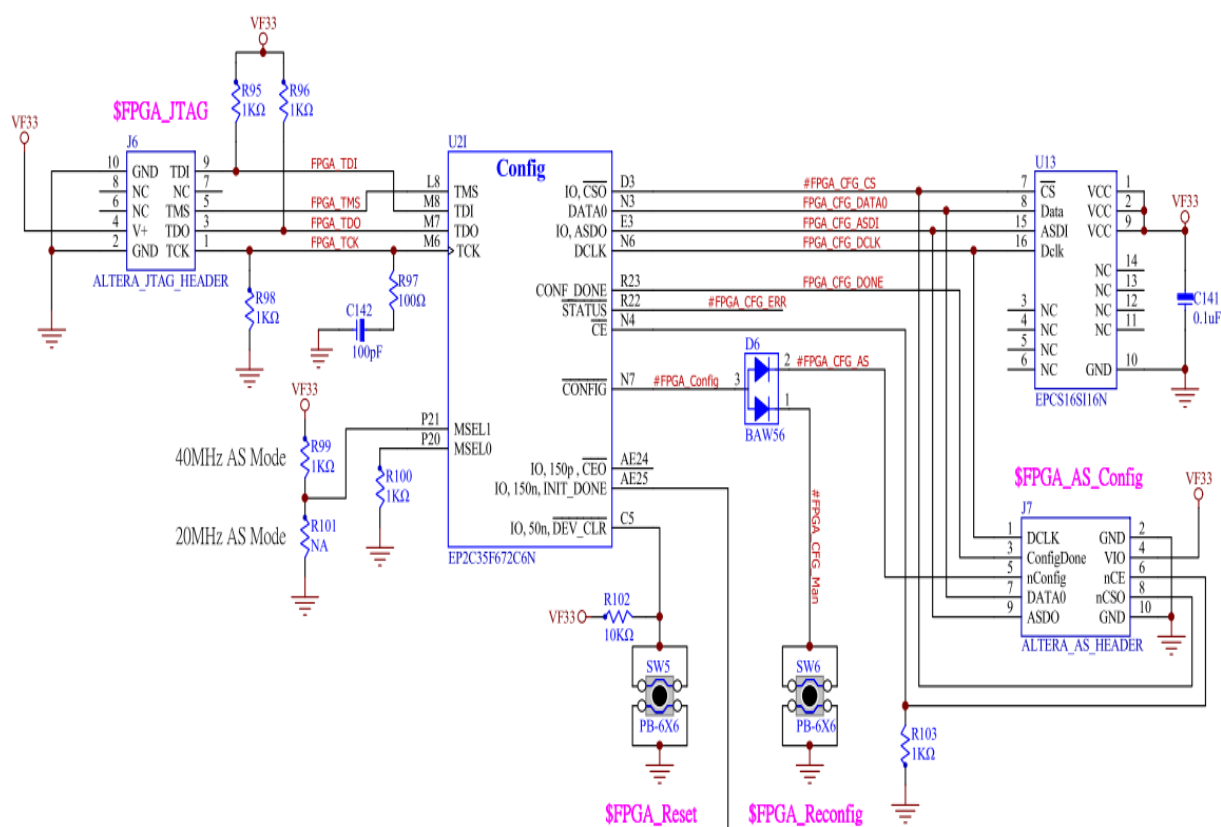 VF33
R95
1KΩ
R96
1KΩ
$FPGA_JTAG
VF33
J6
10 GND TDI 9
8 NC NC 7
6 NC TMS 5
4 V+ TDO 3
2 GND TCK 1
ALTERA_JTAG_HEADER
FPGA_TDI
FPGA_TMS
FPGA_TDO
FPGA_TCK
R98
1KΩ
R97
100Ω
C142
100pF
VF33
R99
1KΩ
40MHz AS Mode
R101
NA
20MHz AS Mode
R100
1KΩ
U2I
Config
L8 TMS
M8 TDI
M7 TDO
M6 TCK
P21 MSEL1
P20 MSEL0
IO, CSO D3
DATA0 N3
IO, ASDO E3
DCLK N6
CONF_DONE R23
STATUS R22
CE N4
CONFIG N7
IO, 150p , CEO AE24
IO, 150n, INIT_DONE AE25
IO, 50n, DEV_CLR C5
EP2C35F672C6N
#FPGA_CFG_CS
FPGA_CFG_DATA0
FPGA_CFG_ASDI
FPGA_CFG_DCLK
FPGA_CFG_DONE
#FPGA_CFG_ERR
#FPGA_Config
D6
3
2
1
BAW56
#FPGA_CFG_AS
#FPGA_CFG_Man
U13
7 CS VCC 1
8 Data VCC 2
15 ASDI VCC 9
16 Dclk
NC 14
NC 13
3 NC NC 12
4 NC NC 11
5 NC
6 NC GND 10
EPCS16SI16N
VF33
C141
0.1uF
$FPGA_AS_Config
VF33
J7
1 DCLK GND 2
3 ConfigDone VIO 4
5 nConfig nCE 6
7 DATA0 nCSO 8
9 ASDO GND 10
ALTERA_AS_HEADER
VF33
R102
10KΩ
SW5
PB-6X6
$FPGA_Reset
SW6
PB-6X6
$FPGA_Reconfig
R103
1KΩ